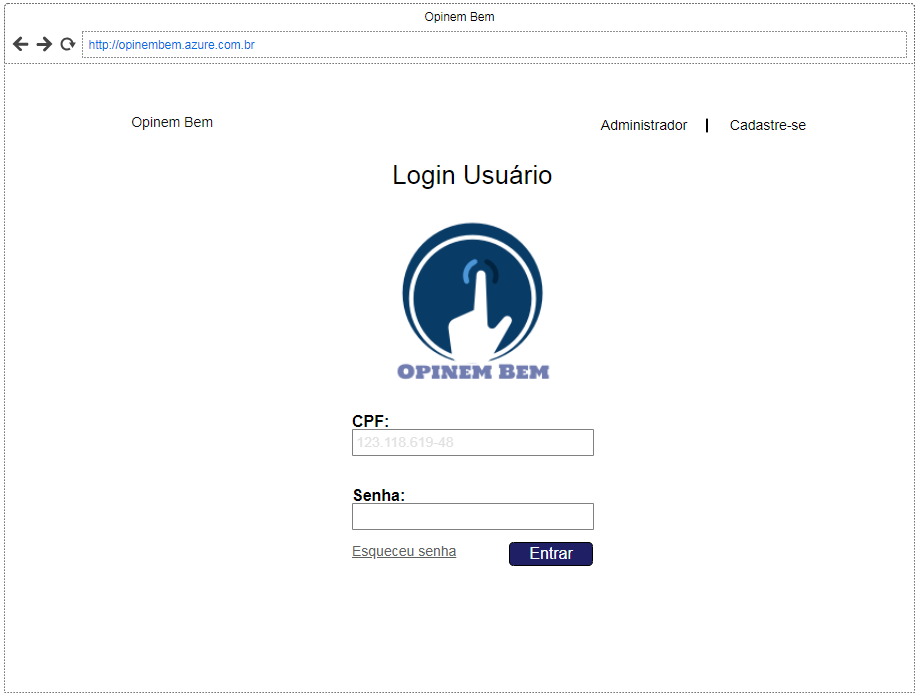 Opinem Bem
http://opinembem.azure.com.br
Opinem Bem
Administrador | Cadastre-se
Login Usuário
OPINEM BEM
CPF:
123.118.619-48
Senha:
Esqueceu senha Entrar